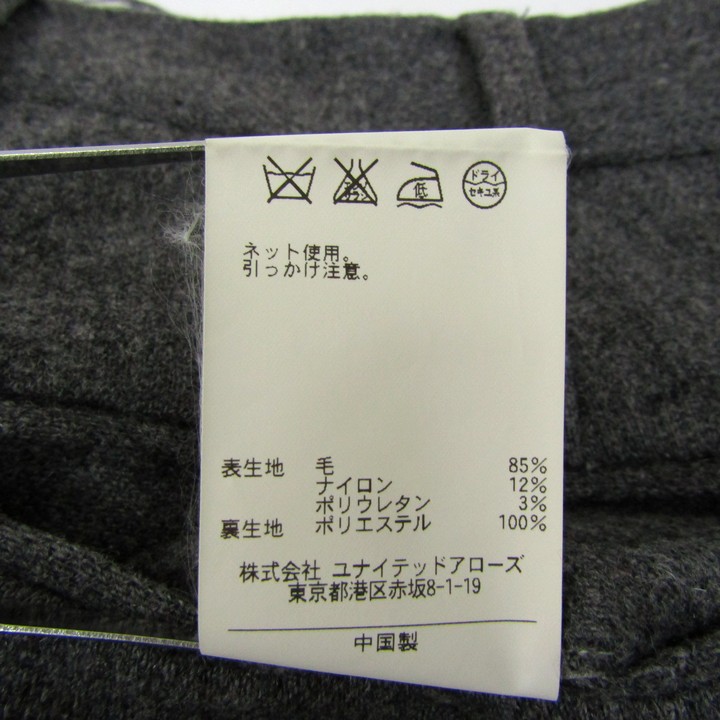 低
ドライ
セキユ系
ネット使用。
引っかけ注意。
表生地 毛 85%
ナイロン 12%
ポリウレタン 3%
裏生地 ポリエステル 100%
株式会社 ユナイテッドアローズ
東京都港区赤坂8-1-19
中国製